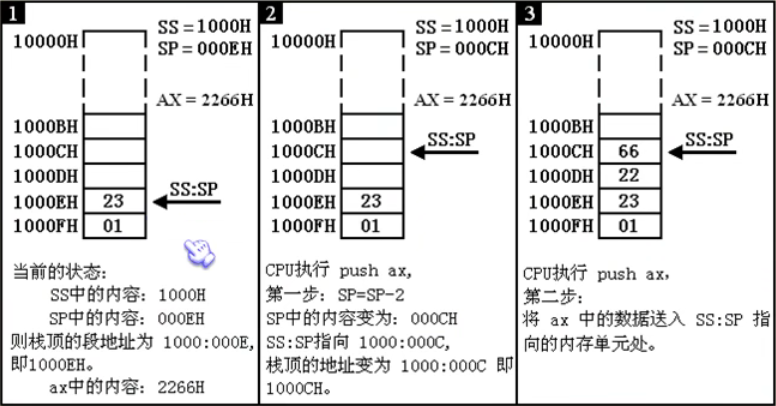 1
SS=1000H
SP=000EH
10000H
AX=2266H
1000BH
1000CH
1000DH
1000EH 23 SS:SP
1000FH 01
当前的状态:
SS中的内容: 1000H
SP中的内容: 000EH
则栈顶的段地址为 1000:000E,
即1000EH。
ax中的内容: 2266H
2
SS=1000H
SP=000CH
10000H
AX=2266H
1000BH
1000CH SS:SP
1000DH
1000EH 23
1000FH 01
CPU执行 push ax,
第一步: SP=SP-2
SP中的内容变为: 000CH
SS:SP指向 1000:000C,
栈顶的地址变为 1000:000C 即
1000CH。
3
SS=1000H
SP=000CH
10000H
AX=2266H
1000BH
1000CH 66 SS:SP
1000DH 22
1000EH 23
1000FH 01
CPU执行 push ax,
第二步:
将 ax 中的数据送入 SS:SP 指
向的内存单元处。